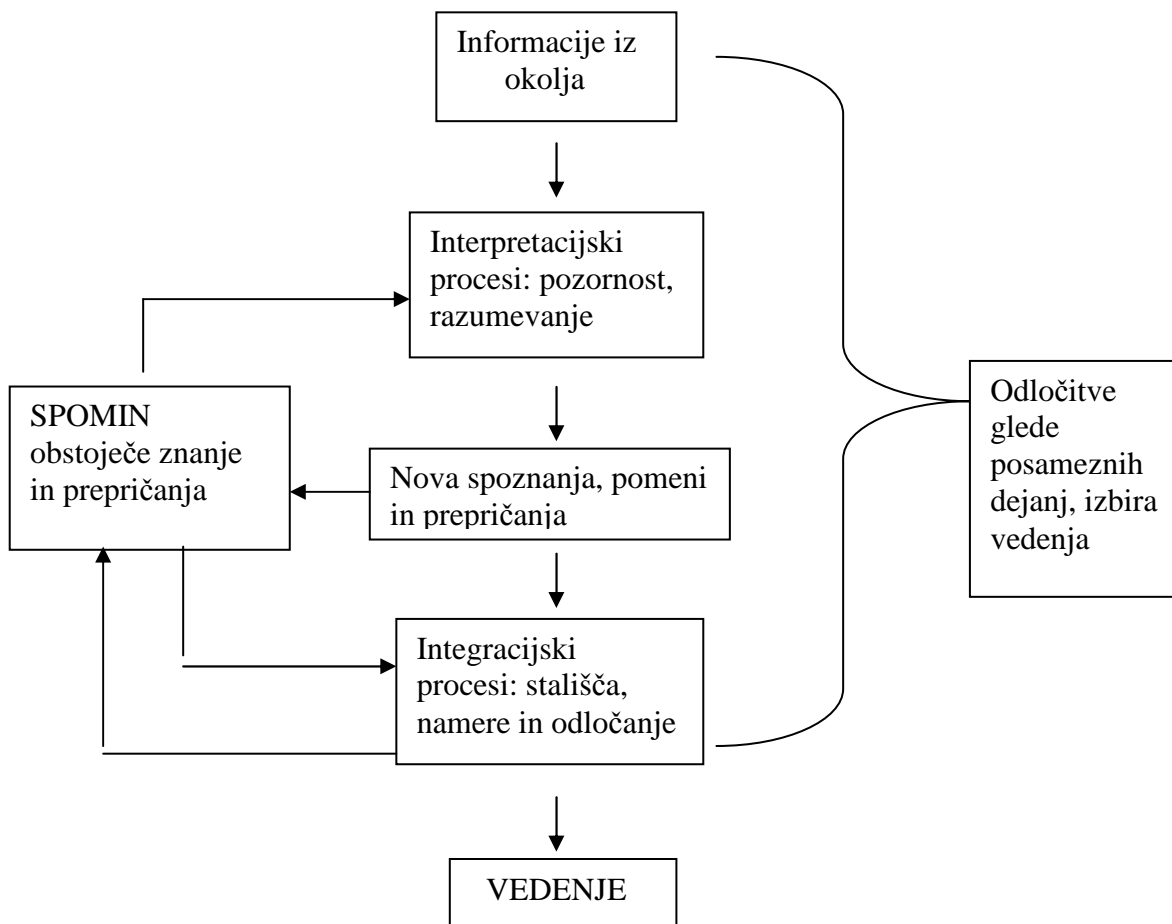 Informacije iz
okolja
Interpretacijski
procesi: pozornost,
razumevanje
SPOMIN
obstoječe znanje
in prepričanja
Nova spoznanja, pomeni
in prepričanja
Odločitve
glede
posameznih
dejanj, izbira
vedenja
Integracijski
procesi: stališča,
namere in odločanje
VEDENJE